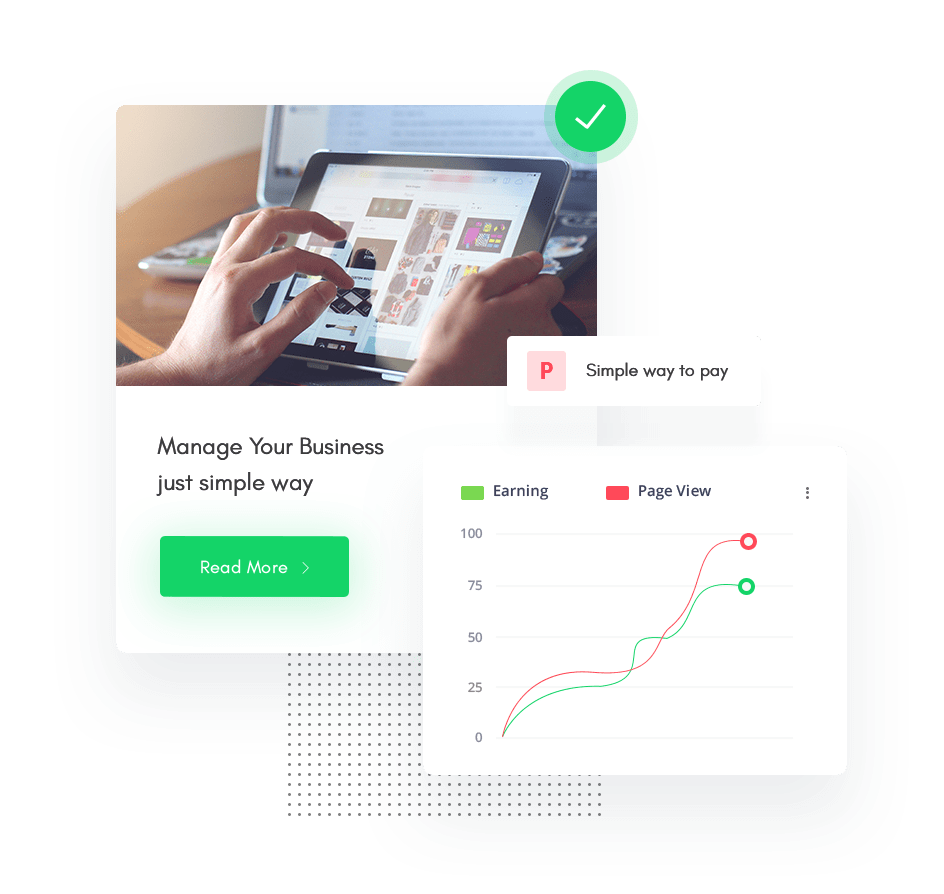 P
Simple way to pay
Manage Your Business
just simple way
Read More
Earning
Page View
100
75
50
25
0